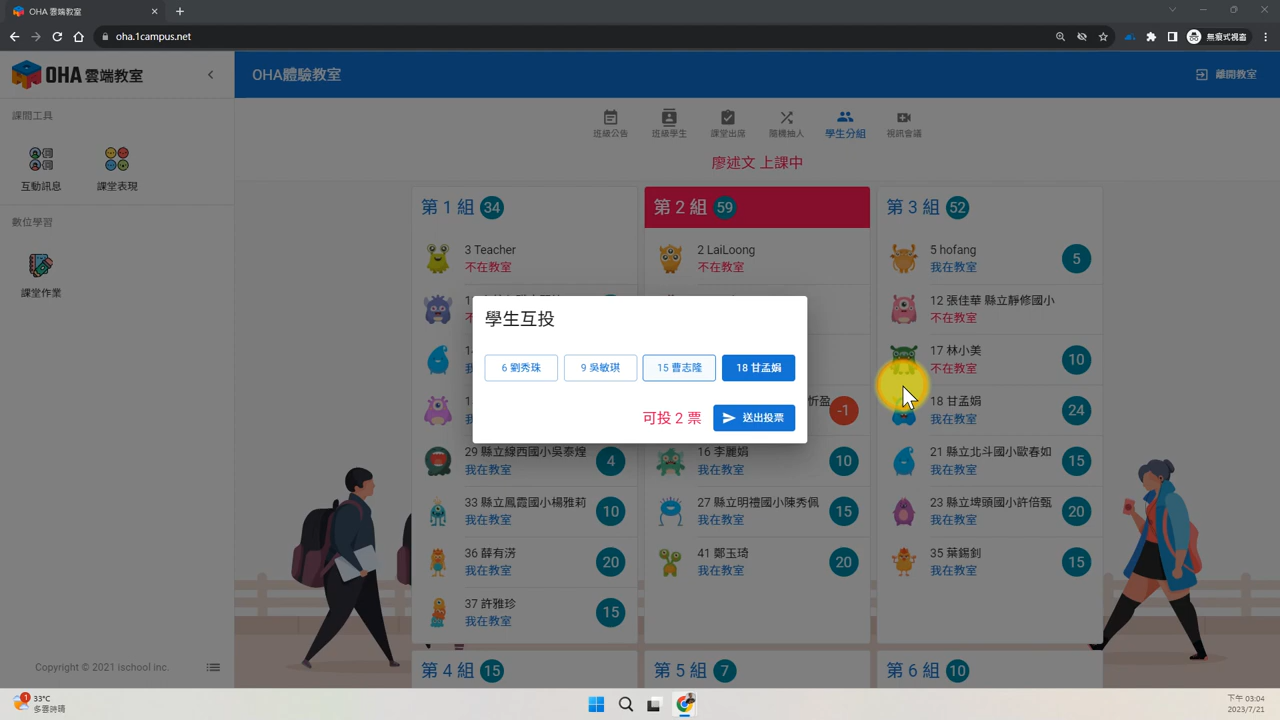 OHA 雲端教室
oha.1campus.net
無痕式視窗
OHA 雲端教室
OHA體驗教室
離開教室
課間工具
互動訊息
課堂表現
數位學習
課堂作業
班級公告
班級學生
課堂出席
隨機抽人
學生分組
視訊會議
廖述文 上課中
第 1 組 34
3 Teacher
不在教室
29 縣立線西國小吳泰煌
我在教室
4
33 縣立鳳霞國小楊雅莉
我在教室
10
36 薛有淓
我在教室
20
37 許雅珍
我在教室
15
第 2 組 59
2 LaiLoong
不在教室
忻盈
-1
16 李麗娟
我在教室
10
27 縣立明禮國小陳秀佩
我在教室
15
41 鄭玉琦
我在教室
20
第 3 組 52
5 hofang
我在教室
5
12 張佳華 縣立靜修國小
不在教室
17 林小美
不在教室
10
18 甘孟娟
24
21 縣立北斗國小歐春如
我在教室
15
23 縣立埤頭國小許倍甄
我在教室
20
35 葉錫釗
我在教室
15
學生互投
6 劉秀珠
9 吳敏琪
15 曹志隆
18 甘孟娟
可投 2 票
送出投票
第 4 組 15
第 5 組 7
第 6 組 10
Copyright © 2021 ischool inc.
1
33°C
多雲時晴
下午 03:04
2023/7/21